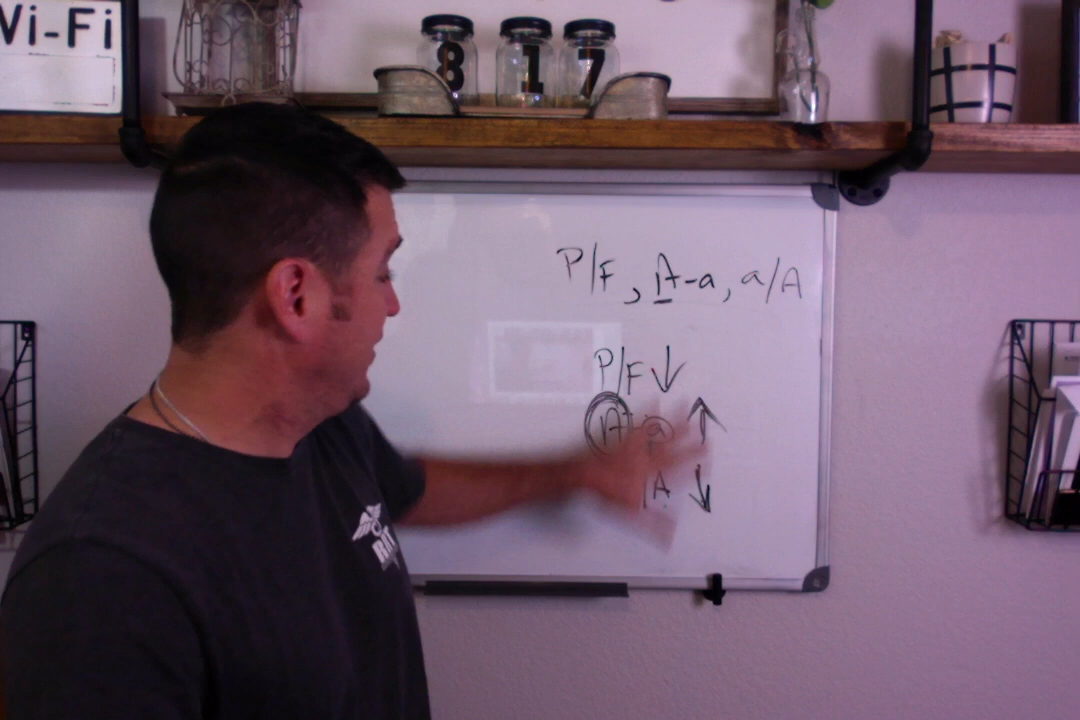 Wi-Fi
8 1 7
P/F, A-a, a/A
P/F ↓
A a ↑
/A ↓